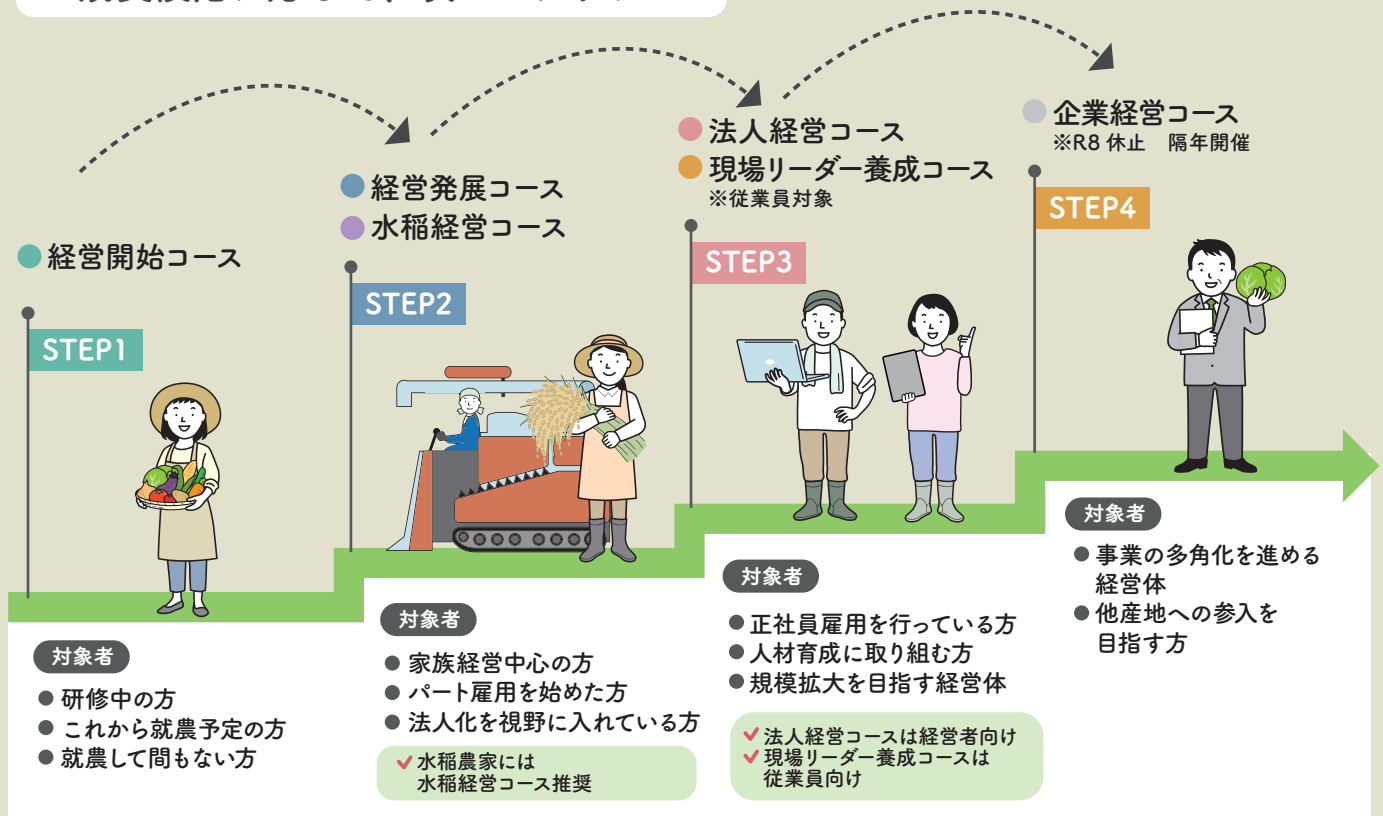 経営開始コース
STEP1
対象者
研修中の方
これから就農予定の方
就農して間もない方
経営発展コース
水稲経営コース
STEP2
対象者
家族経営中心の方
パート雇用を始めた方
法人化を視野に入れている方
水稲農家には
水稲経営コース推奨
法人経営コース
現場リーダー養成コース
※従業員対象
STEP3
対象者
正社員雇用を行っている方
人材育成に取り組む方
規模拡大を目指す経営体
法人経営コースは経営者向け
現場リーダー養成コースは
従業員向け
企業経営コース
※R8 休止 隔年開催
STEP4
対象者
事業の多角化を進める
経営体
他産地への参入を
目指す方